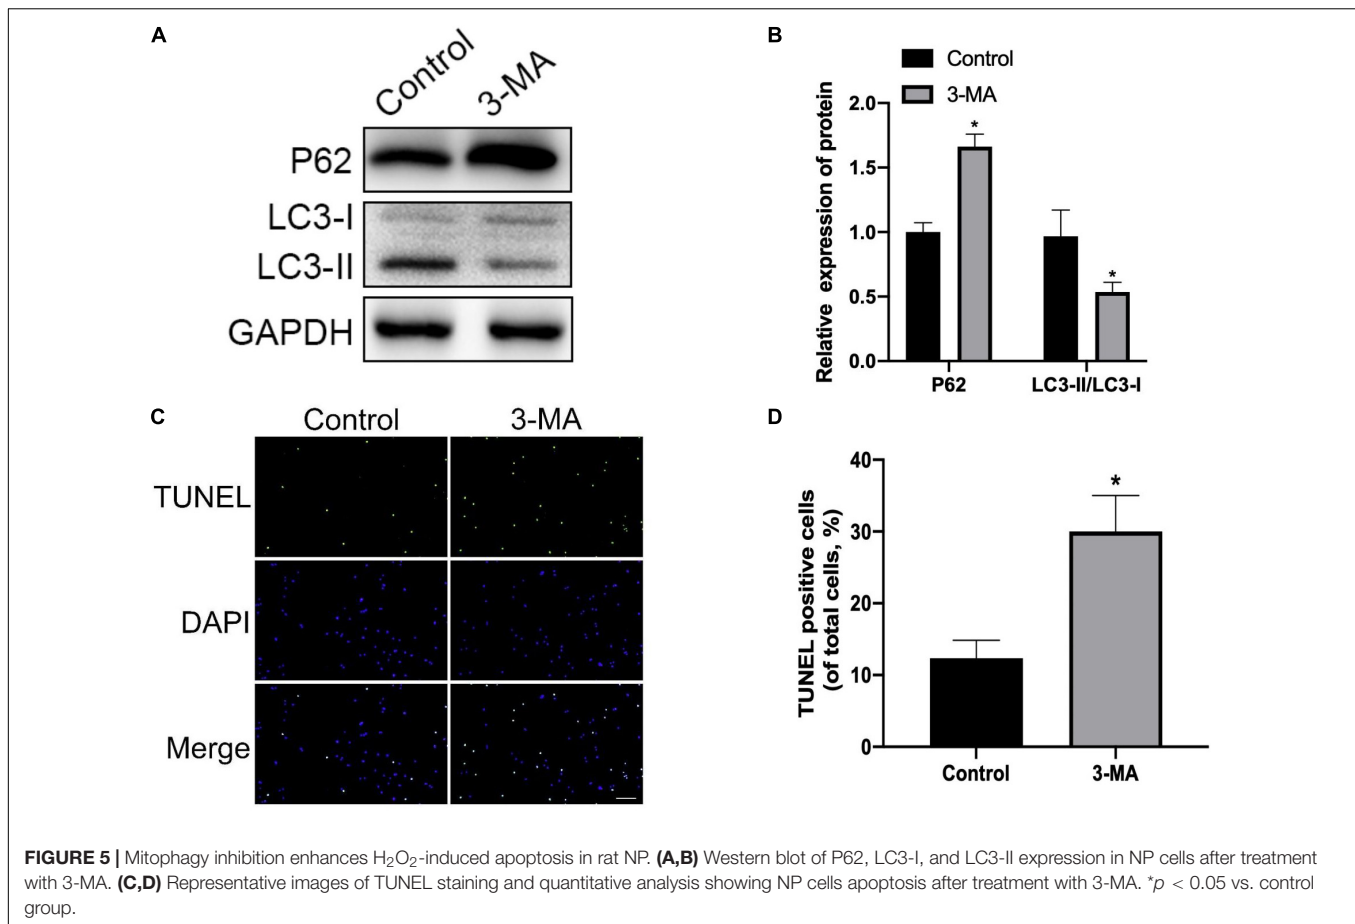 A
Control
3-MA
P62
LC3-I
LC3-II
GAPDH
B
Control
3-MA
Relative expression of protein
2.0
1.5
1.0
0.5
0.0
*
*
P62
LC3-II/LC3-I
C
Control
3-MA
TUNEL
DAPI
Merge
D
TUNEL positive cells
(of total cells, %)
40
30
20
10
0
*
Control
3-MA
FIGURE 5 | Mitophagy inhibition enhances H₂O₂-induced apoptosis in rat NP. (A,B) Western blot of P62, LC3-I, and LC3-II expression in NP cells after treatment
with 3-MA. (C,D) Representative images of TUNEL staining and quantitative analysis showing NP cells apoptosis after treatment with 3-MA. *p < 0.05 vs. control
group.